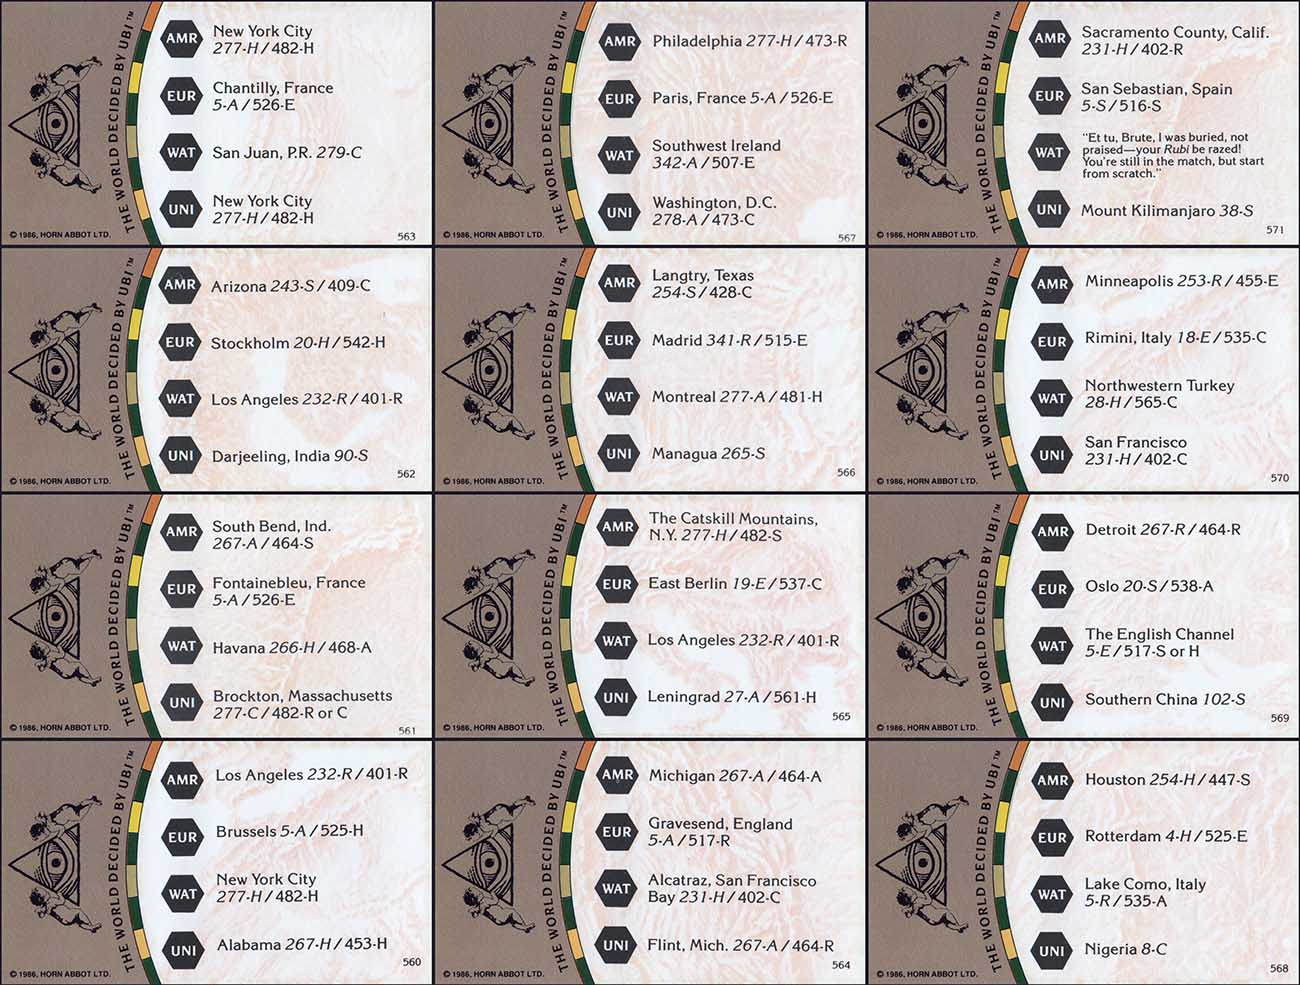 THE WORLD DECIDED BY UBI™
© 1986, HORN ABBOT LTD.
AMR New York City
277-H / 482-H
EUR Chantilly, France
5-A / 526-E
WAT San Juan, P.R. 279-C
UNI New York City
277-H / 482-H
563
THE WORLD DECIDED BY UBI™
© 1986, HORN ABBOT LTD.
AMR Philadelphia 277-H / 473-R
EUR Paris, France 5-A / 526-E
WAT Southwest Ireland
342-A / 507-E
UNI Washington, D.C.
278-A / 473-C
567
THE WORLD DECIDED BY UBI™
© 1986, HORN ABBOT LTD.
AMR Sacramento County, Calif.
231-H / 402-R
EUR San Sebastian, Spain
5-S / 516-S
WAT "Et tu, Brute, I was buried, not
praised—your Rubi be razed!
You're still in the match, but start
from scratch."
UNI Mount Kilimanjaro 38-S
571
THE WORLD DECIDED BY UBI™
© 1986, HORN ABBOT LTD.
AMR Arizona 243-S / 409-C
EUR Stockholm 20-H / 542-H
WAT Los Angeles 232-R / 401-R
UNI Darjeeling, India 90-S
562
THE WORLD DECIDED BY UBI™
© 1986, HORN ABBOT LTD.
AMR Langtry, Texas
254-S / 428-C
EUR Madrid 341-R / 515-E
WAT Montreal 277-A / 481-H
UNI Managua 265-S
566
THE WORLD DECIDED BY UBI™
© 1986, HORN ABBOT LTD.
AMR Minneapolis 253-R / 455-E
EUR Rimini, Italy 18-E / 535-C
WAT Northwestern Turkey
28-H / 565-C
UNI San Francisco
231-H / 402-C
570
THE WORLD DECIDED BY UBI™
© 1986, HORN ABBOT LTD.
AMR South Bend, Ind.
267-A / 464-S
EUR Fontainebleu, France
5-A / 526-E
WAT Havana 266-H / 468-A
UNI Brockton, Massachusetts
277-C / 482-R or C
561
THE WORLD DECIDED BY UBI™
© 1986, HORN ABBOT LTD.
AMR The Catskill Mountains,
N.Y. 277-H / 482-S
EUR East Berlin 19-E / 537-C
WAT Los Angeles 232-R / 401-R
UNI Leningrad 27-A / 561-H
565
THE WORLD DECIDED BY UBI™
© 1986, HORN ABBOT LTD.
AMR Detroit 267-R / 464-R
EUR Oslo 20-S / 538-A
WAT The English Channel
5-E / 517-S or H
UNI Southern China 102-S
569
THE WORLD DECIDED BY UBI™
© 1986, HORN ABBOT LTD.
AMR Los Angeles 232-R / 401-R
EUR Brussels 5-A / 525-H
WAT New York City
277-H / 482-H
UNI Alabama 267-H / 453-H
560
THE WORLD DECIDED BY UBI™
© 1986, HORN ABBOT LTD.
AMR Michigan 267-A / 464-A
EUR Gravesend, England
5-A / 517-R
WAT Alcatraz, San Francisco
Bay 231-H / 402-C
UNI Flint, Mich. 267-A / 464-R
564
THE WORLD DECIDED BY UBI™
© 1986, HORN ABBOT LTD.
AMR Houston 254-H / 447-S
EUR Rotterdam 4-H / 525-E
WAT Lake Como, Italy
5-R / 535-A
UNI Nigeria 8-C
568